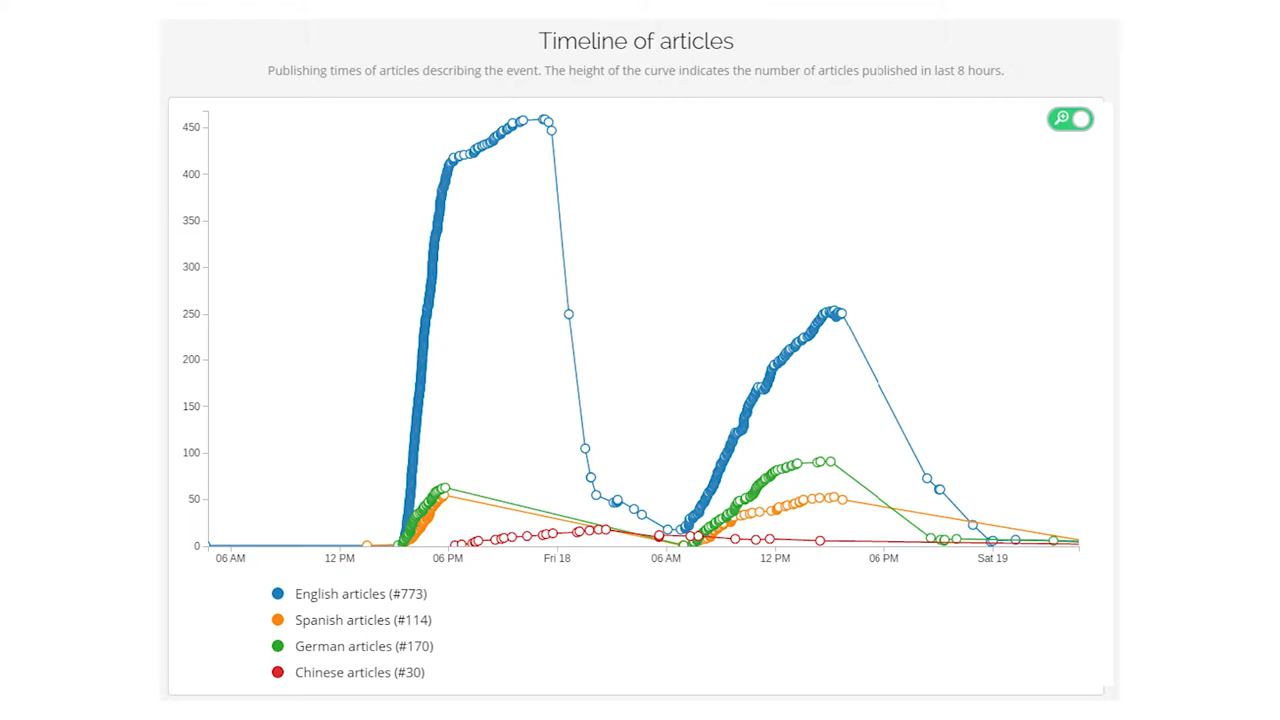 Timeline of articles
Publishing times of articles describing the event. The height of the curve indicates the number of articles published in last 8 hours.
450
400
350
300
250
200
150
100
50
0
06 AM 12 PM 06 PM Fri 18 06 AM 12 PM 06 PM Sat 19
English articles (#773)
Spanish articles (#114)
German articles (#170)
Chinese articles (#30)